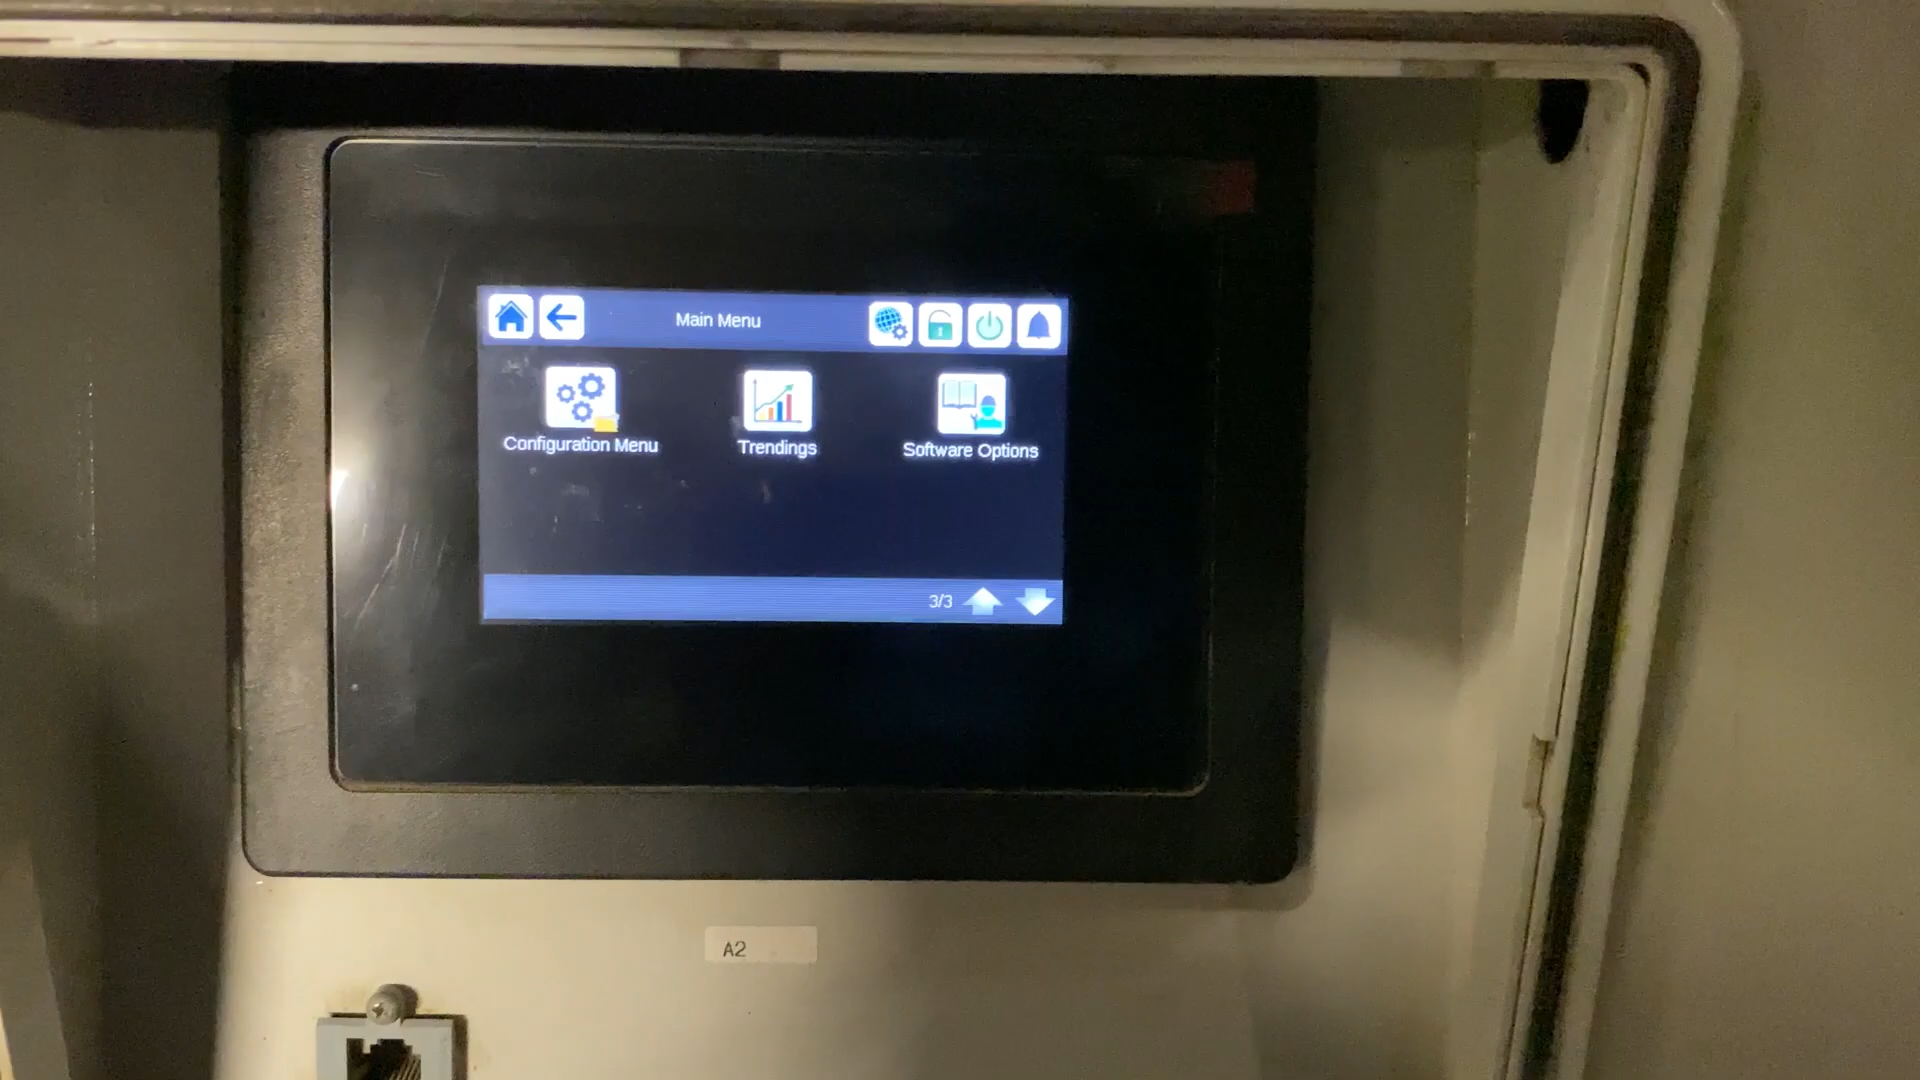 Main Menu
Configuration Menu
Trendings
Software Options
3/3
A2